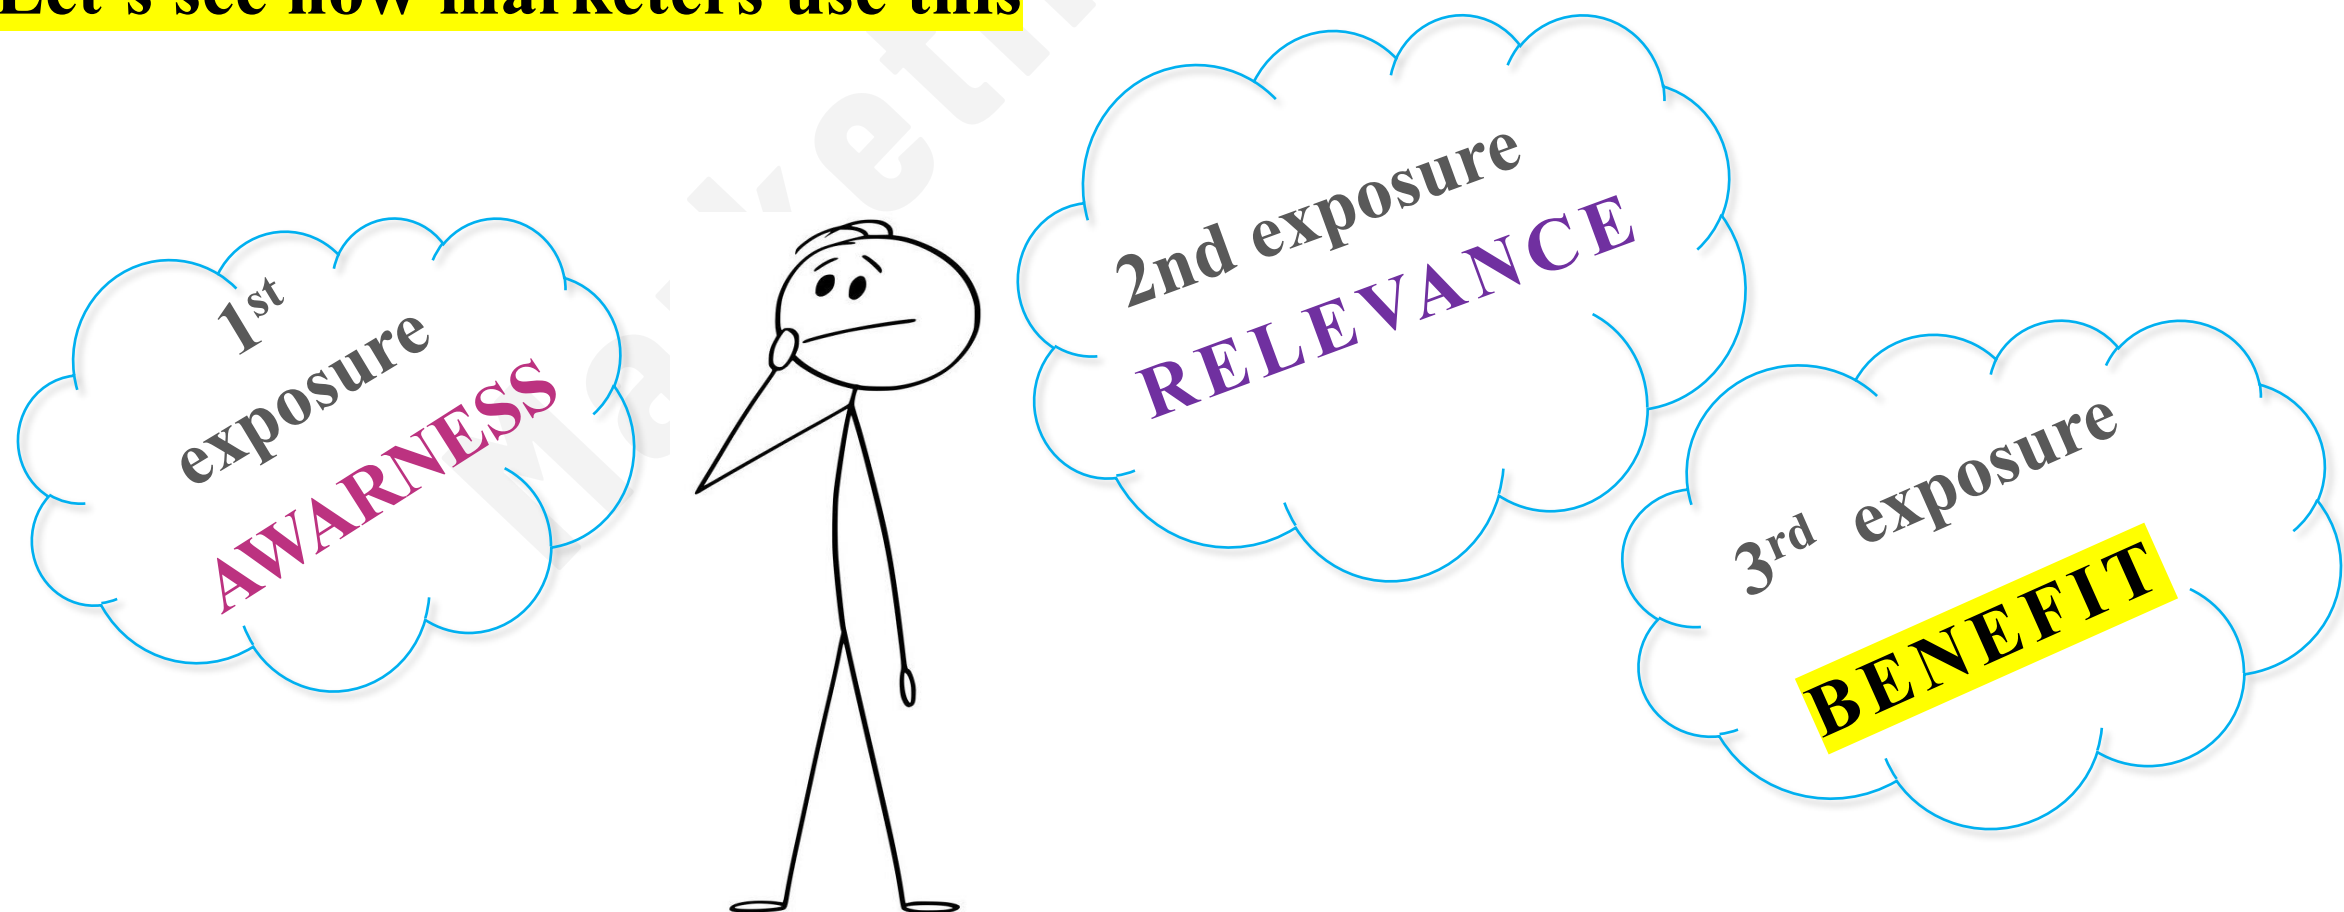 Let's see how marketers use this
1st
exposure
AWARNESS
2nd exposure
RELEVANCE
3rd exposure
BENEFIT